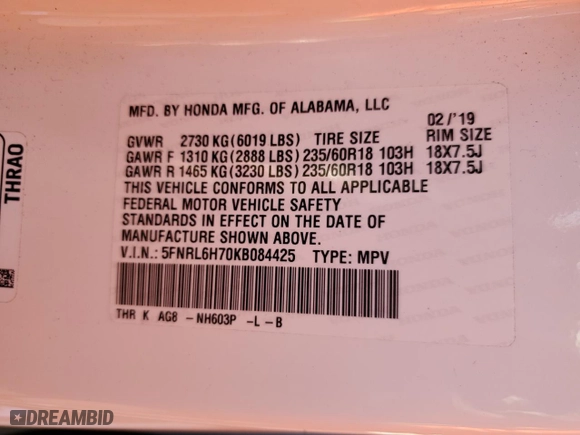 MFD. BY HONDA MFG. OF ALABAMA, LLC
02/'19
GVWR 2730 KG(6019 LBS) TIRE SIZE RIM SIZE
GAWR F 1310 KG(2888 LBS) 235/60R18 103H 18X7.5J
GAWR R 1465 KG(3230 LBS) 235/60R18 103H 18X7.5J
THIS VEHICLE CONFORMS TO ALL APPLICABLE
FEDERAL MOTOR VEHICLE SAFETY
STANDARDS IN EFFECT ON THE DATE OF
MANUFACTURE SHOWN ABOVE.
V.I.N.: 5FNRL6H70KB084425 TYPE: MPV
THR K AG8 - NH603P -L -B
THRA0
DREAMBID